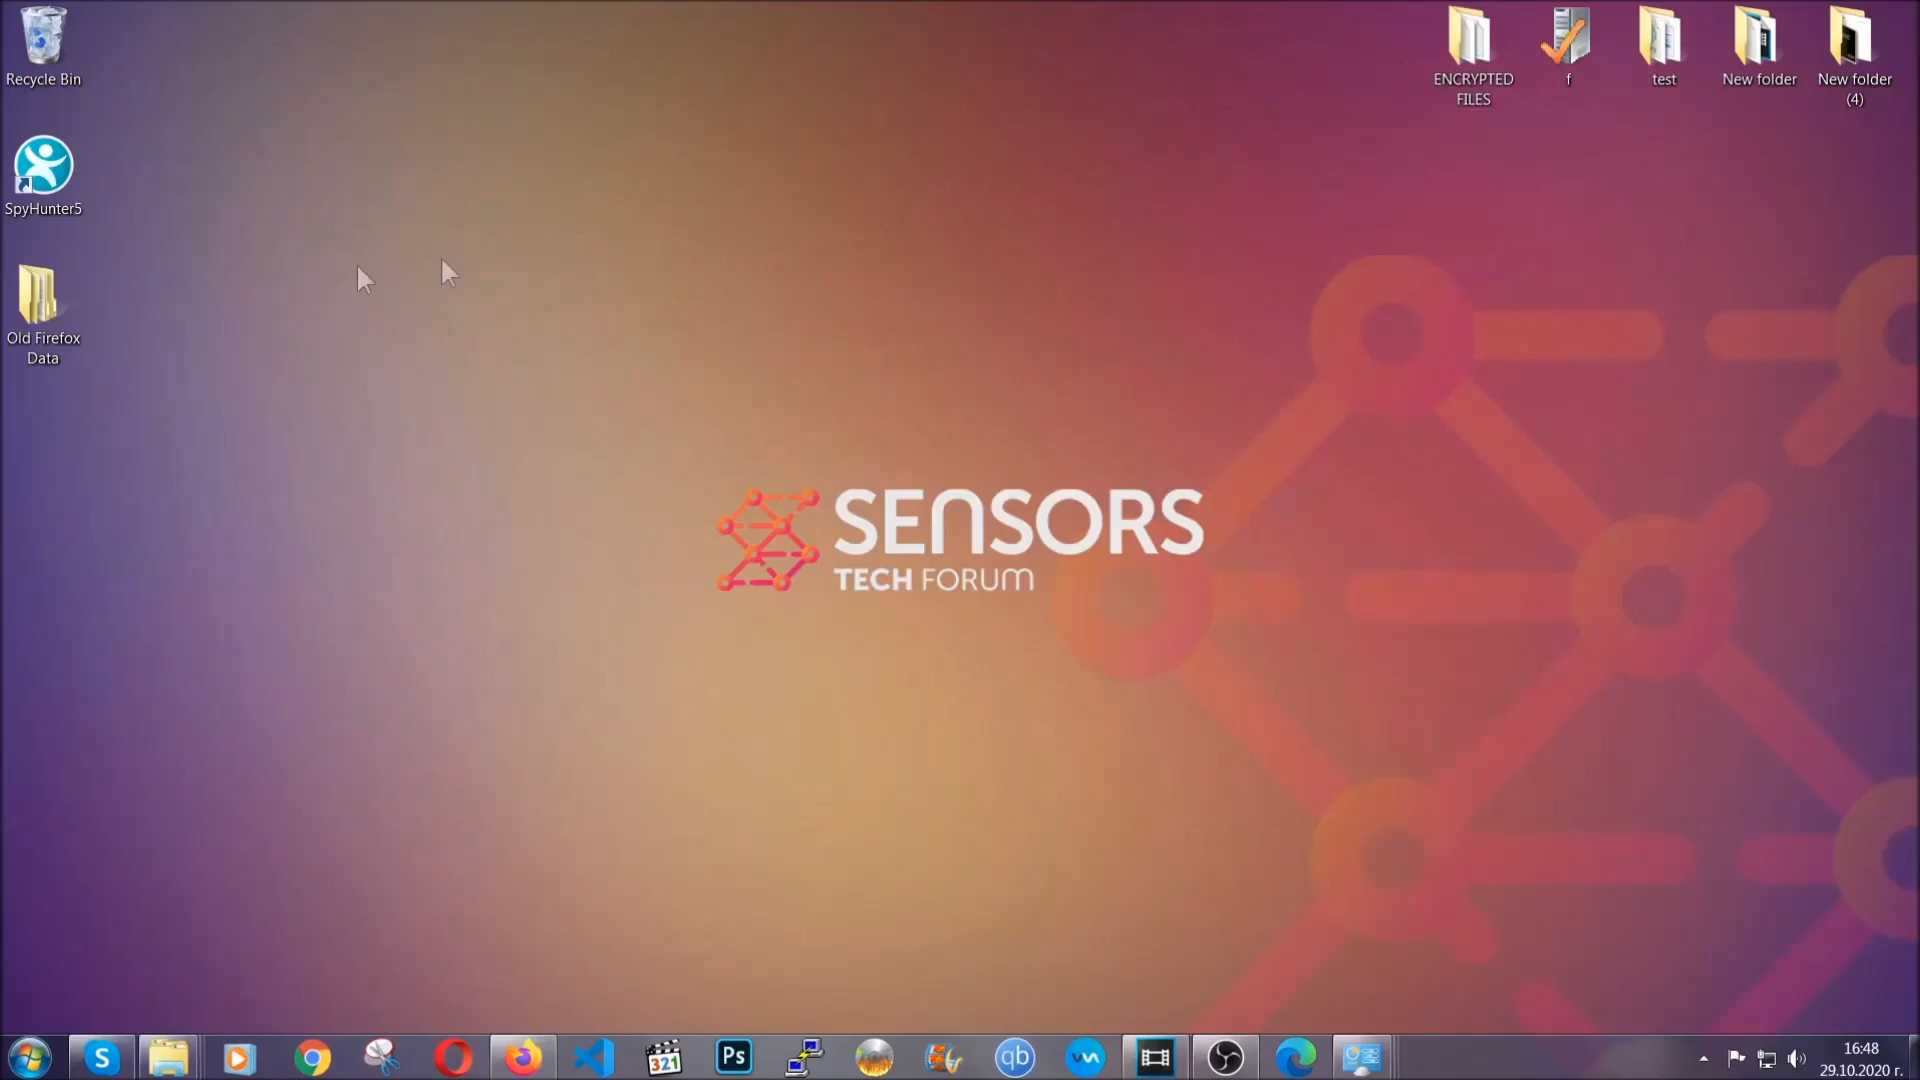 Recycle Bin
SpyHunter5
Old Firefox
Data
ENCRYPTED
FILES
f
test
New folder
New folder
(4)
SENSORS
TECH FORUM
S
321
Ps
qb
16:48
29.10.2020 г.